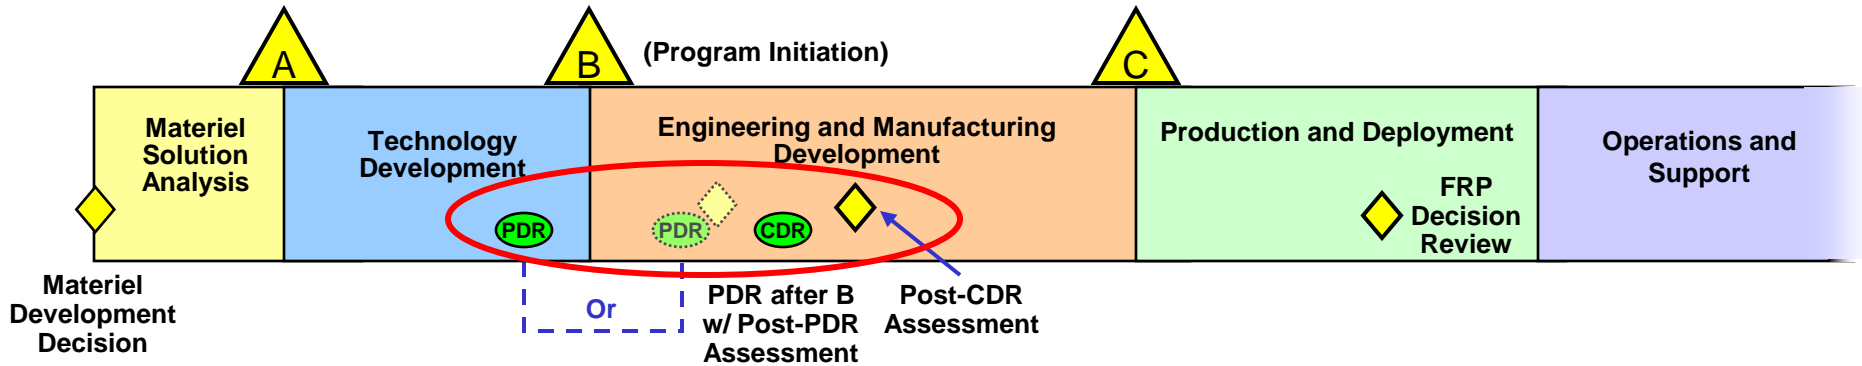 A
B
(Program Initiation)
C
Materiel
Solution
Analysis
Technology
Development
Engineering and Manufacturing
Development
Production and Deployment
Operations and
Support
PDR
PDR
CDR
FRP
Decision
Review
Materiel
Development
Decision
Or
PDR after B
w/ Post-PDR
Assessment
Post-CDR
Assessment